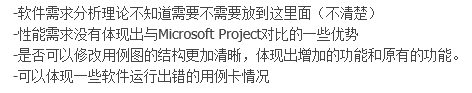 -软件需求分析理论不知道需要不需要放到这里面（不清楚）
-性能需求没有体现出与Microsoft Project对比的一些优势
-是否可以修改用例图的结构更加清晰，体现出增加的功能和原有的功能。
-可以体现一些软件运行出错的用例卡情况